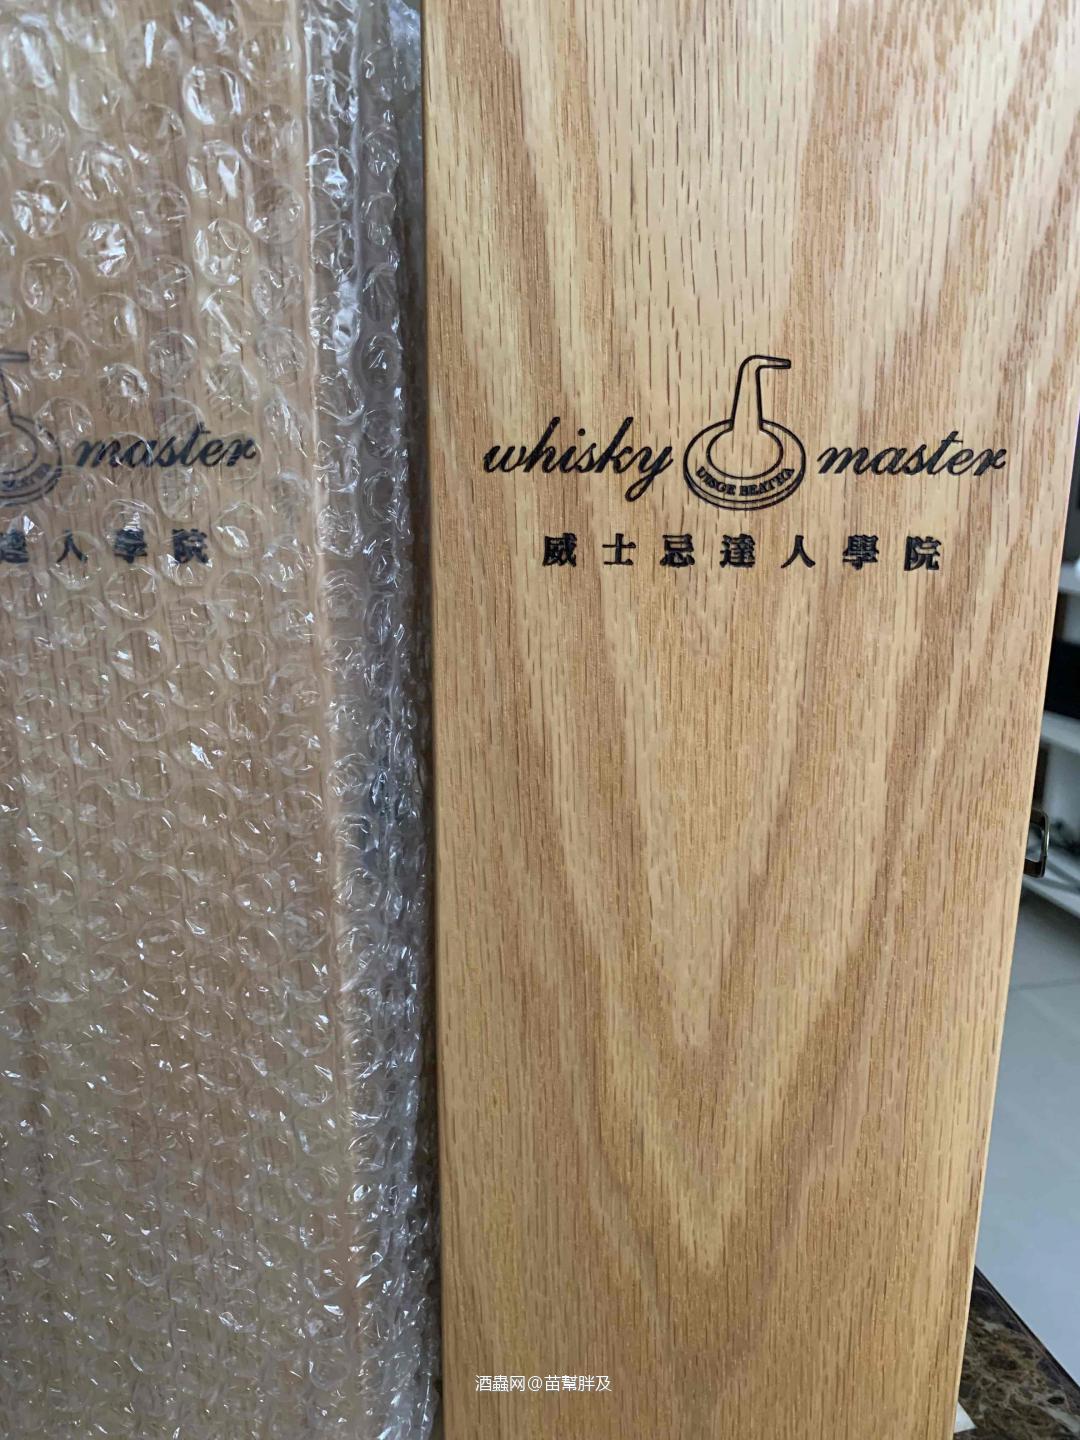 master
達人學院
whisky master
UISGE BEATHA
威士忌達人學院
酒蟲网@苗幫胖及